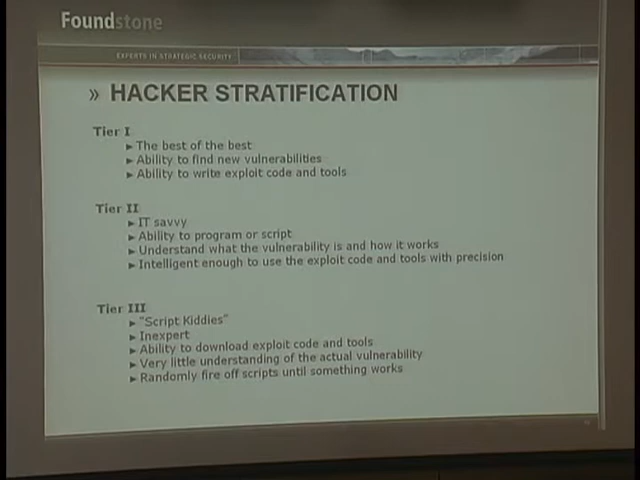 Foundstone
EXPERTS IN STRATEGIC SECURITY
» HACKER STRATIFICATION
Tier I
► The best of the best
► Ability to find new vulnerabilities
► Ability to write exploit code and tools
Tier II
► IT savvy
► Ability to program or script
► Understand what the vulnerability is and how it works
► Intelligent enough to use the exploit code and tools with precision
Tier III
► "Script Kiddies"
► Inexpert
► Ability to download exploit code and tools
► Very little understanding of the actual vulnerability
► Randomly fire off scripts until something works